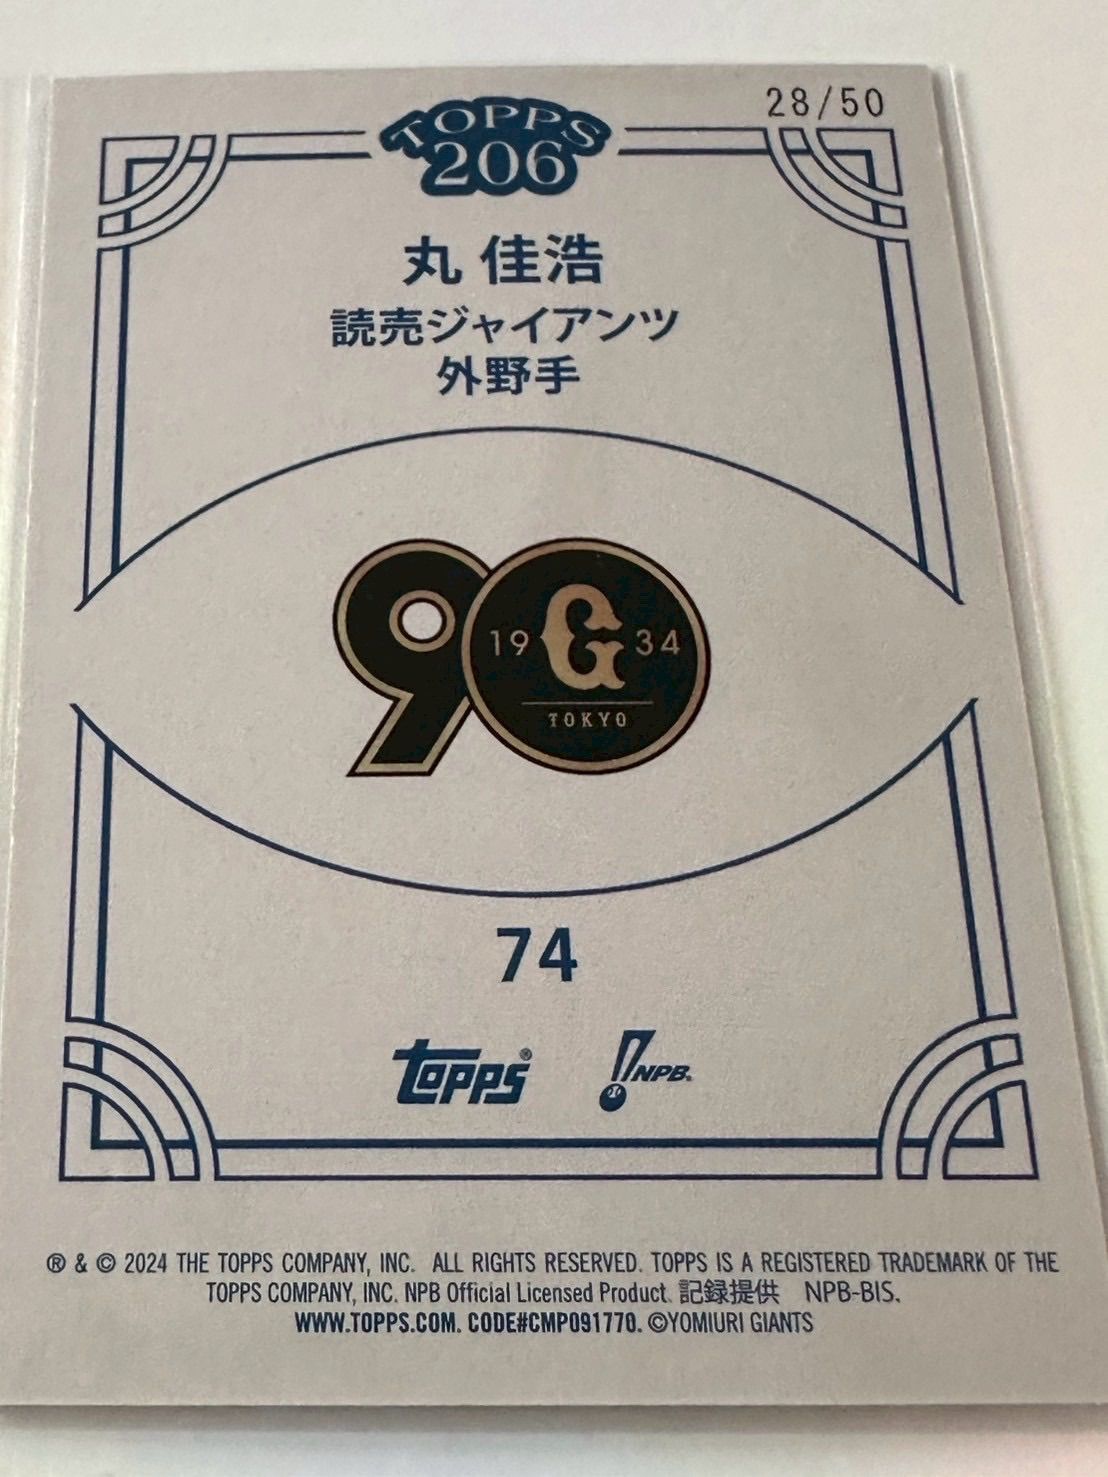 28/50
TOPPS
206
丸 佳浩
読売ジャイアンツ
外野手
90
19 G 34
TOKYO
74
topps® NPB.
® & © 2024 THE TOPPS COMPANY, INC. ALL RIGHTS RESERVED. TOPPS IS A REGISTERED TRADEMARK OF THE
TOPPS COMPANY, INC. NPB Official Licensed Product. 記録提供 NPB-BIS.
WWW.TOPPS.COM. CODE#CMP091770. ©YOMIURI GIANTS